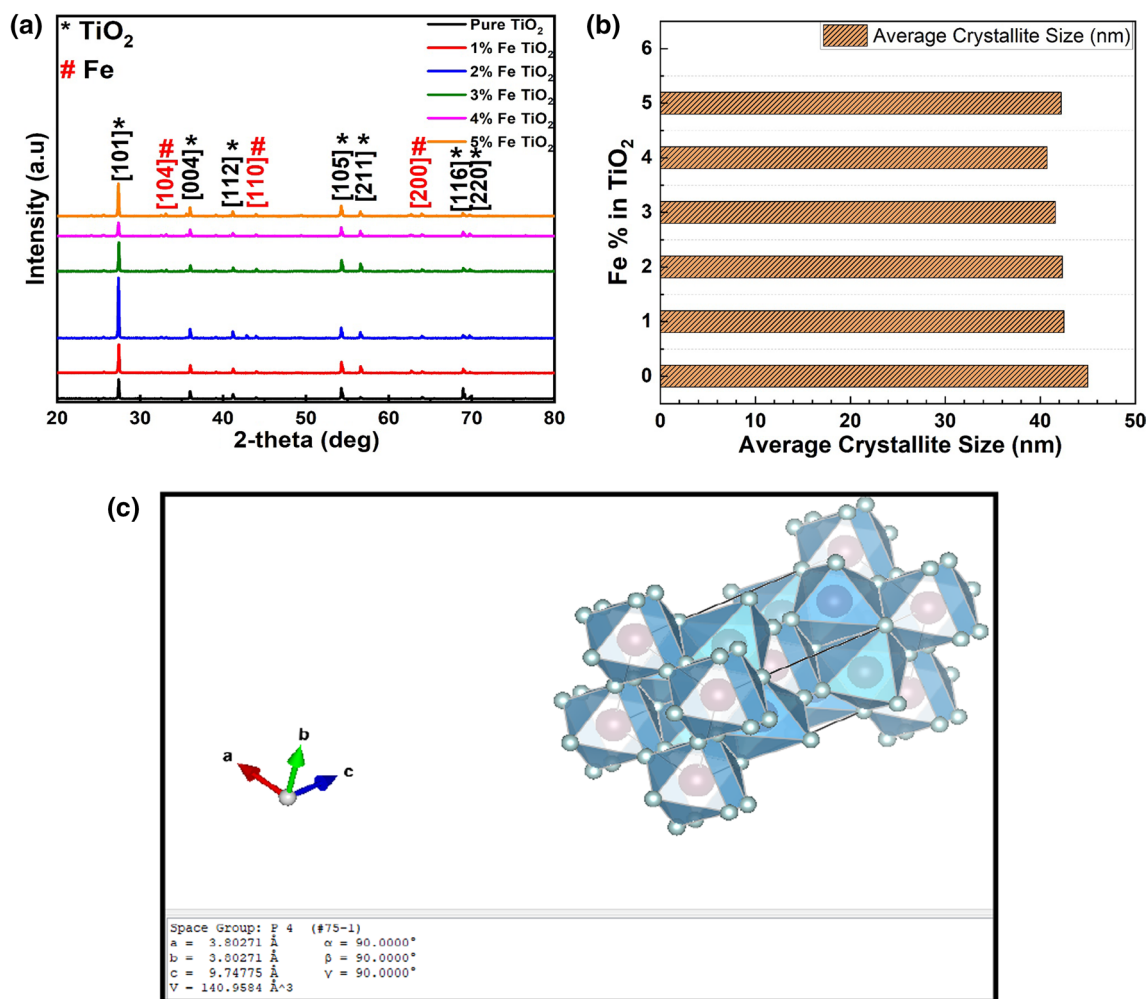 (a)
* TiO2
# Fe
Pure TiO2
1% Fe TiO2
2% Fe TiO2
3% Fe TiO2
4% Fe TiO2
5% Fe TiO2
[101]*
[104]#
[004]*
[112]*
[110]#
[105]*
[211]*
[200]#
[116]*
[220]*
Intensity (a.u)
20 30 40 50 60 70 80
2-theta (deg)
(b)
Average Crystallite Size (nm)
Fe % in TiO2
6
5
4
3
2
1
0
0 10 20 30 40 50
Average Crystallite Size (nm)
(c)
a
b
c
Space Group: P 4 (#75-1)
a = 3.80271 Å α = 90.0000°
b = 3.80271 Å β = 90.0000°
c = 9.74775 Å γ = 90.0000°
V = 140.9584 Å^3